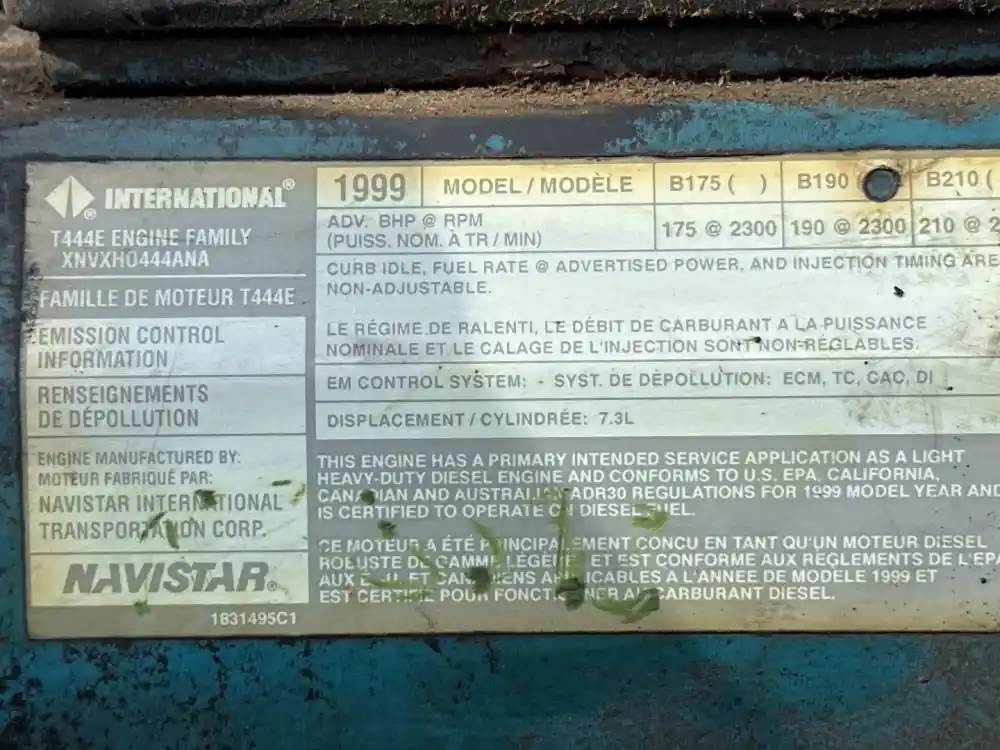 INTERNATIONAL®
T444E ENGINE FAMILY
XNVXH0444ANA
FAMILLE DE MOTEUR T444E
EMISSION CONTROL
INFORMATION
RENSEIGNEMENTS
DE DÉPOLLUTION
ENGINE MANUFACTURED BY:
MOTEUR FABRIQUÉ PAR:
NAVISTAR INTERNATIONAL
TRANSPORTATION CORP.
NAVISTAR®
1831495C1
1999 MODEL / MODÈLE B175 ( ) B190 B210 (
ADV. BHP @ RPM
(PUISS. NOM. À TR / MIN) 175 @ 2300 190 @ 2300 210 @ 2
CURB IDLE, FUEL RATE @ ADVERTISED POWER, AND INJECTION TIMING ARE
NON-ADJUSTABLE.
LE RÉGIME DE RALENTI, LE DÉBIT DE CARBURANT A LA PUISSANCE
NOMINALE ET LE CALAGE DE L'INJECTION SONT NON-RÉGLABLES.
EM CONTROL SYSTEM: - SYST. DE DÉPOLLUTION: ECM, TC, CAC, DI
DISPLACEMENT / CYLINDRÉE: 7.3L
THIS ENGINE HAS A PRIMARY INTENDED SERVICE APPLICATION AS A LIGHT
HEAVY-DUTY DIESEL ENGINE AND CONFORMS TO U.S. EPA, CALIFORNIA,
CANADIAN AND AUSTRALIAN ADR30 REGULATIONS FOR 1999 MODEL YEAR AND
IS CERTIFIED TO OPERATE ON DIESEL FUEL.
CE MOTEUR A ÉTÉ PRINCIPALEMENT CONCU EN TANT QU'UN MOTEUR DIESEL
ROBUSTE DE GAMME LÉGÈRE ET EST CONFORME AUX REGLEMENTS DE L'EPA
AUX ET CANADIENS APPLICABLES A L'ANNÉE DE MODÈLE 1999 ET
EST CERTIFIÉ POUR FONCTIONNER AU CARBURANT DIESEL.